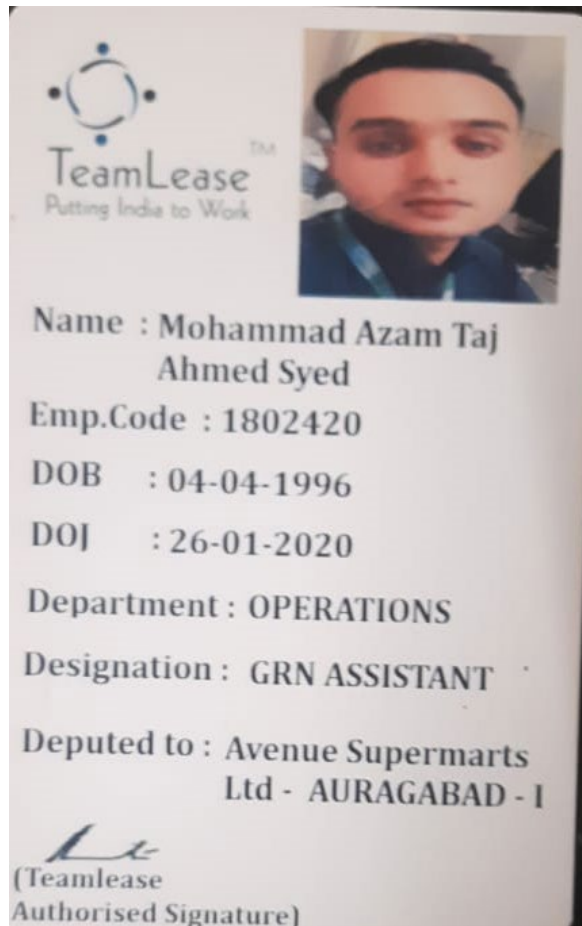 TM
TeamLease
Putting India to Work
Name : Mohammad Azam Taj
Ahmed Syed
Emp.Code : 1802420
DOB : 04-04-1996
DOJ : 26-01-2020
Department : OPERATIONS
Designation : GRN ASSISTANT
Deputed to : Avenue Supermarts
Ltd - AURAGABAD - I
(Teamlease
Authorised Signature)